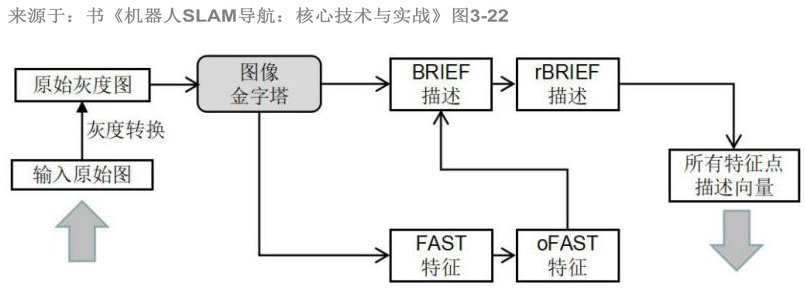 来源于：书《机器人SLAM导航：核心技术与实战》图3-22
原始灰度图
图像
金字塔
BRIEF
描述
rBRIEF
描述
灰度转换
输入原始图
所有特征点
描述向量
FAST
特征
oFAST
特征